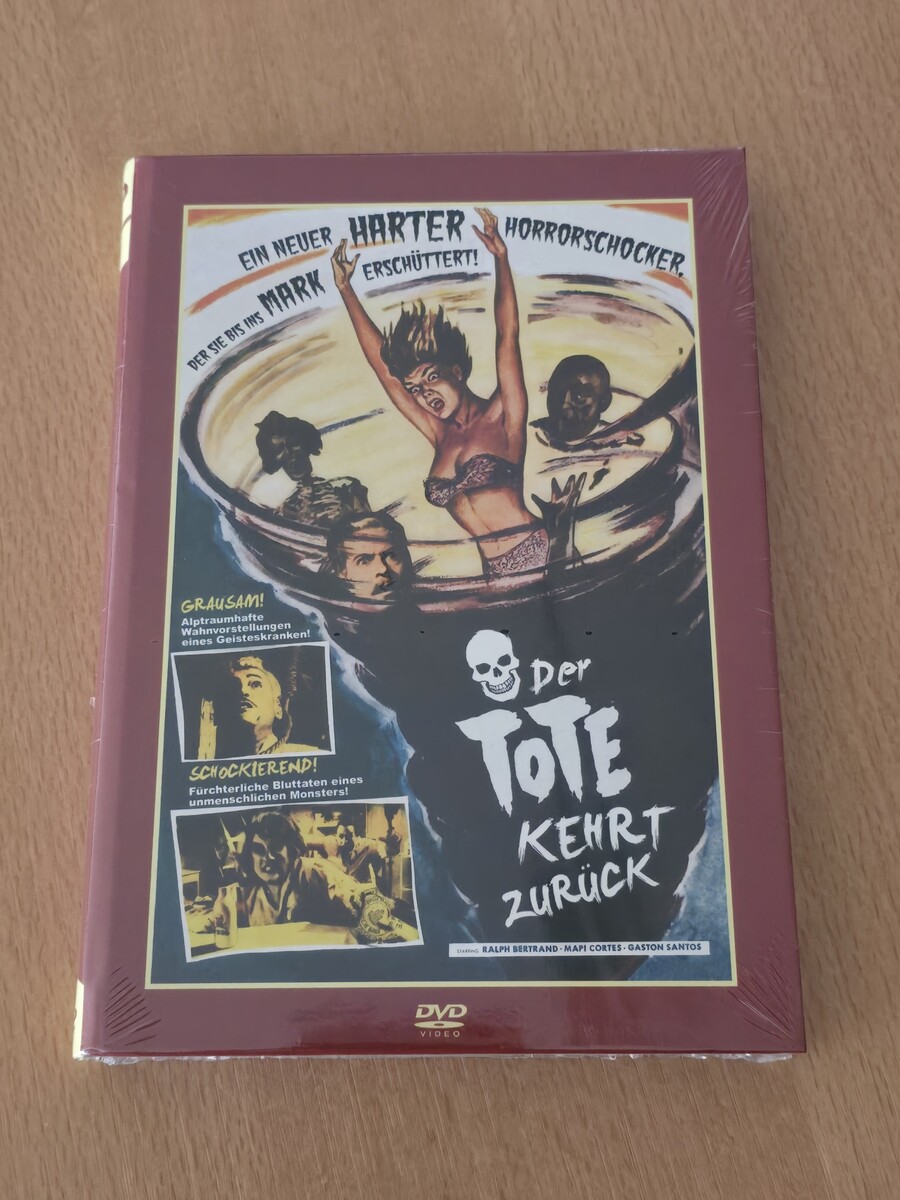 EIN NEUER HARTER HORRORSCHOCKER,
DER SIE BIS INS MARK ERSCHÜTTERT!
GRAUSAM!
Alptraumhafte
Wahnvorstellungen
eines Geisteskranken!
SCHOCKIEREND!
Fürchterliche Bluttaten eines
unmenschlichen Monsters!
Der
TOTE
KEHRT
ZURÜCK
STARRING RALPH BERTRAND · MAPI CORTES · GASTON SANTOS
DVD
VIDEO